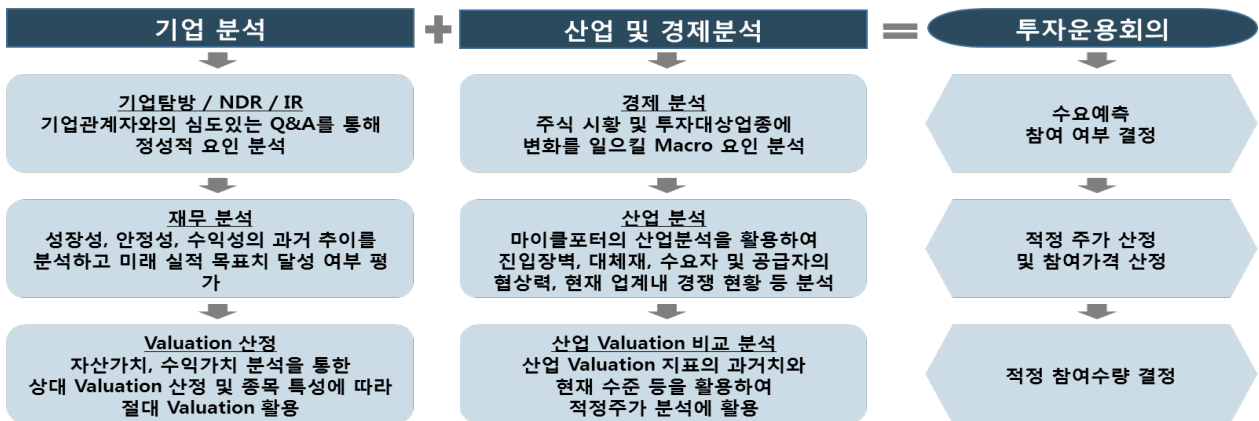 기업 분석
+
산업 및 경제분석
=
투자운용회의
기업탐방 / NDR / IR
기업관계자와의 심도있는 Q&A를 통해
정성적 요인 분석
재무 분석
성장성, 안정성, 수익성의 과거 추이를
분석하고 미래 실적 목표치 달성 여부 평
가
Valuation 산정
자산가치, 수익가치 분석을 통한
상대 Valuation 산정 및 종목 특성에 따라
절대 Valuation 활용
경제 분석
주식 시황 및 투자대상업종에
변화를 일으킬 Macro 요인 분석
산업 분석
마이클포터의 산업분석을 활용하여
진입장벽, 대체재, 수요자 및 공급자의
협상력, 현재 업계내 경쟁 현황 등 분석
산업 Valuation 비교 분석
산업 Valuation 지표의 과거치와
현재 수준 등을 활용하여
적정주가 분석에 활용
수요예측
참여 여부 결정
적정 주가 산정
및 참여가격 산정
적정 참여수량 결정